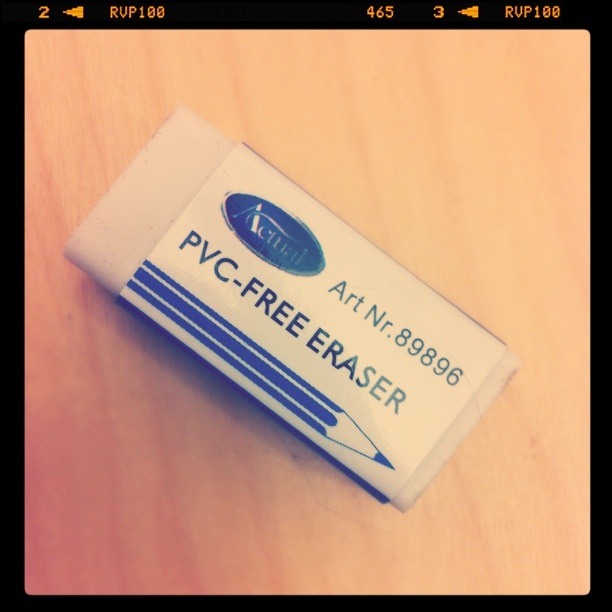 2 RVP100 465 3 RVP100
Actual
Art Nr.89896
PVC-FREE ERASER